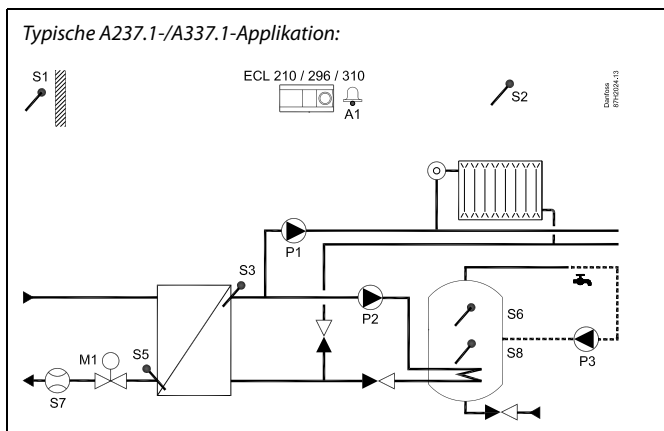 Typische A237.1-/A337.1-Applikation:
S1
ECL 210 / 296 / 310
A1
S2
Danfoss
87H2024.13
P1
S3
P2
S6
S8
P3
M1
S5
S7